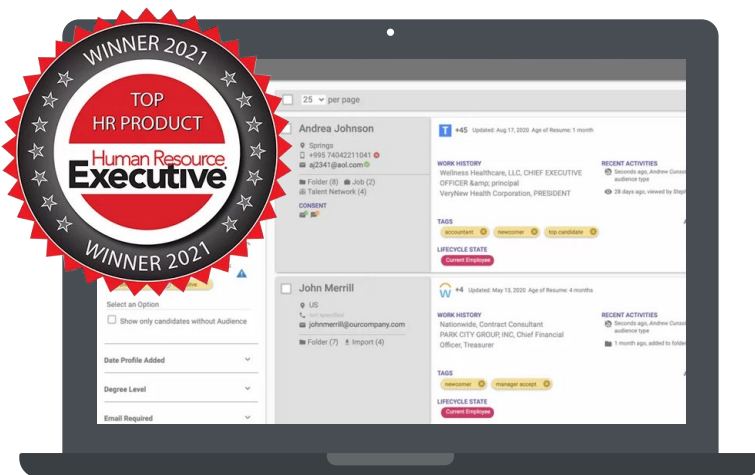 WINNER 2021
TOP
HR PRODUCT
Human Resource
Executive®
WINNER 2021
Select an Option
Show only candidates without Audience
Date Profile Added
Degree Level
Email Required
25 per page
Andrea Johnson
Springs
+995 74042211041
aj2341@aol.com
Folder (8) Job (2)
Talent Network (4)
CONSENT
T +45 Updated: Aug 17, 2020 Age of Resume: 1 month
WORK HISTORY
Wellness Healthcare, LLC, CHIEF EXECUTIVE
OFFICER &amp; principal
VeryNew Health Corporation, PRESIDENT
TAGS
accountant newcomer top candidate
LIFECYCLE STATE
Current Employee
RECENT ACTIVITIES
Seconds ago, Andrew
audience type
28 days ago, viewed by
John Merrill
US
Not specified
johnmerrill@ourcompany.com
Folder (7) Import (4)
W +4 Updated: May 13, 2020 Age of Resume: 4 months
WORK HISTORY
Nationwide, Contract Consultant
PARK CITY GROUP, INC, Chief Financial
Officer, Treasurer
TAGS
newcomer manager accept
LIFECYCLE STATE
Current Employee
RECENT ACTIVITIES
Seconds ago, Andrew
audience type
1 month ago, added to folder